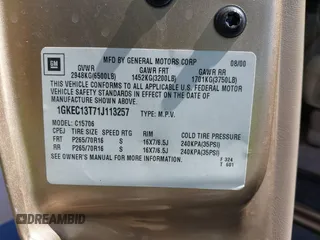 GM
MFD BY GENERAL MOTORS CORP 08/00
GVWR GAWR FRT GAWR RR
2948KG(6500LB) 1452KG(3200LB) 1701KG(3750LB)
THIS VEHICLE CONFORMS TO ALL APPLICABLE U.S. FEDERAL MOTOR
VEHICLE SAFETY STANDARDS IN EFFECT ON THE DATE OF
MANUFACTURE SHOWN ABOVE.
1GKEC13T71J113257 TYPE: M.P.V.
MODEL: C15706
CPEJ TIRE SIZE SPEED RTG RIM COLD TIRE PRESSURE
FRT P265/70R16 S 16X7/6.5J 240KPA(35PSI)
RR P265/70R16 S 16X7/6.5J 240KPA(35PSI)
SEE OWNER'S MANUAL FOR MORE INFORMATION.
F 324
T 601
DREAMBID